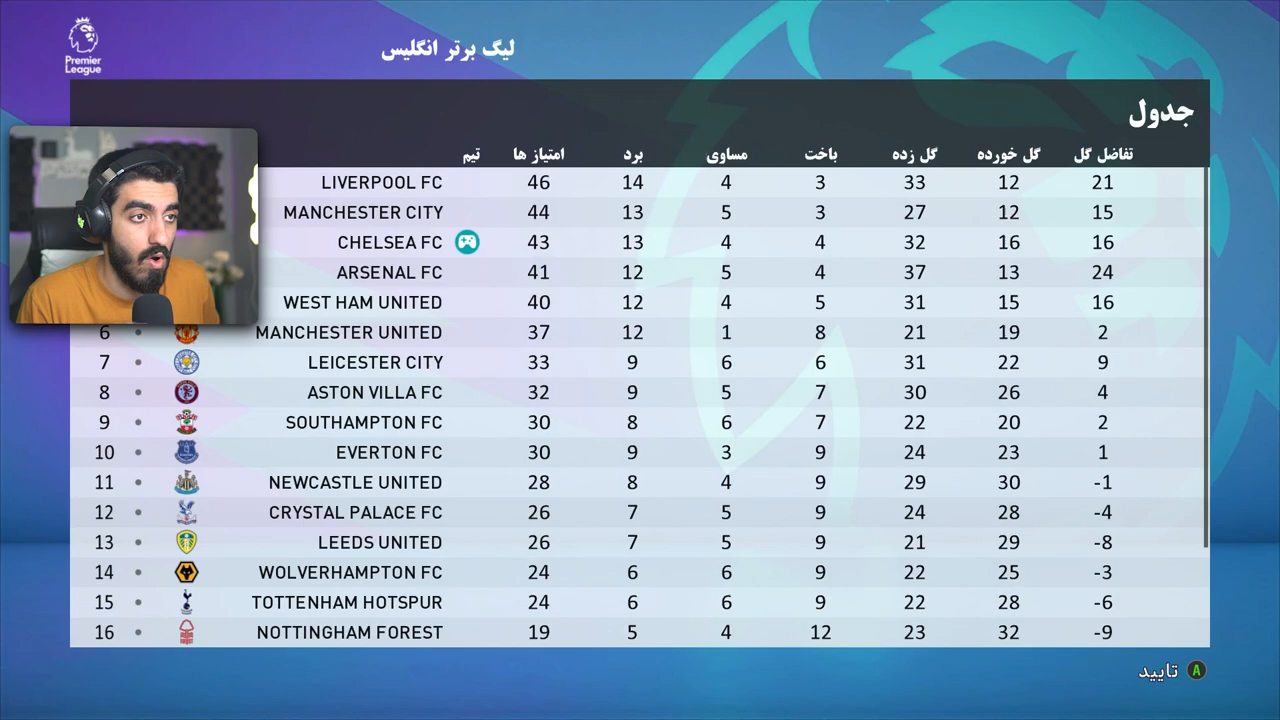 Premier
League
لیگ برتر انگلیس
جدول
تیم امتیاز ها برد مساوی باخت گل زده گل خورده تفاضل گل
LIVERPOOL FC 46 14 4 3 33 12 21
MANCHESTER CITY 44 13 5 3 27 12 15
CHELSEA FC 43 13 4 4 32 16 16
ARSENAL FC 41 12 5 4 37 13 24
WEST HAM UNITED 40 12 4 5 31 15 16
6 MANCHESTER UNITED 37 12 1 8 21 19 2
7 LEICESTER CITY 33 9 6 6 31 22 9
8 ASTON VILLA FC 32 9 5 7 30 26 4
9 SOUTHAMPTON FC 30 8 6 7 22 20 2
10 EVERTON FC 30 9 3 9 24 23 1
11 NEWCASTLE UNITED 28 8 4 9 29 30 -1
12 CRYSTAL PALACE FC 26 7 5 9 24 28 -4
13 LEEDS UNITED 26 7 5 9 21 29 -8
14 WOLVERHAMPTON FC 24 6 6 9 22 25 -3
15 TOTTENHAM HOTSPUR 24 6 6 9 22 28 -6
16 NOTTINGHAM FOREST 19 5 4 12 23 32 -9
تایید A